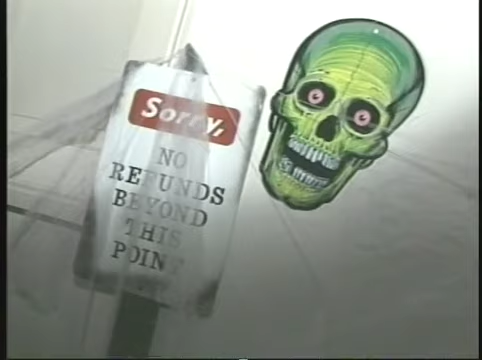 Sorry,
NO
REFUNDS
BEYOND
THIS
POINT